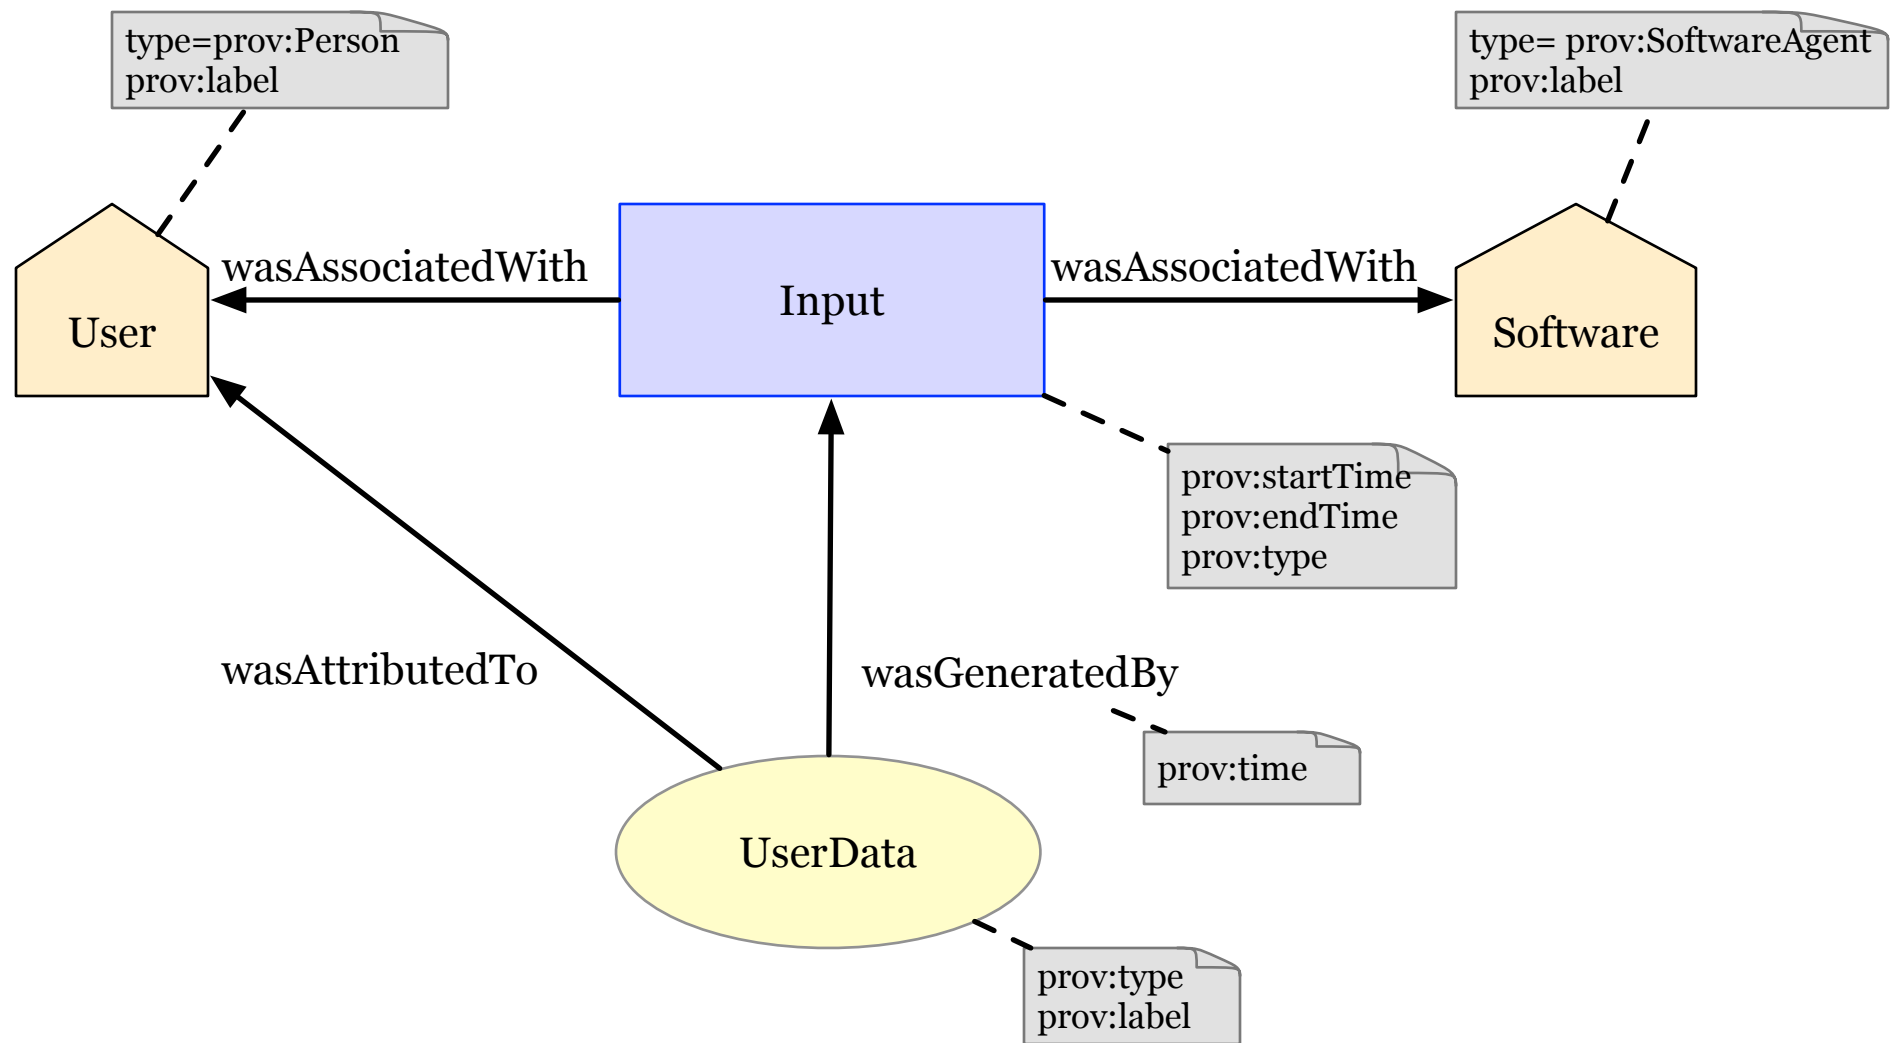 type=prov:Person
prov:label
type= prov:SoftwareAgent
prov:label
wasAssociatedWith
wasAssociatedWith
Input
User
Software
prov:startTime
prov:endTime
prov:type
wasAttributedTo
wasGeneratedBy
prov:time
UserData
prov:type
prov:label